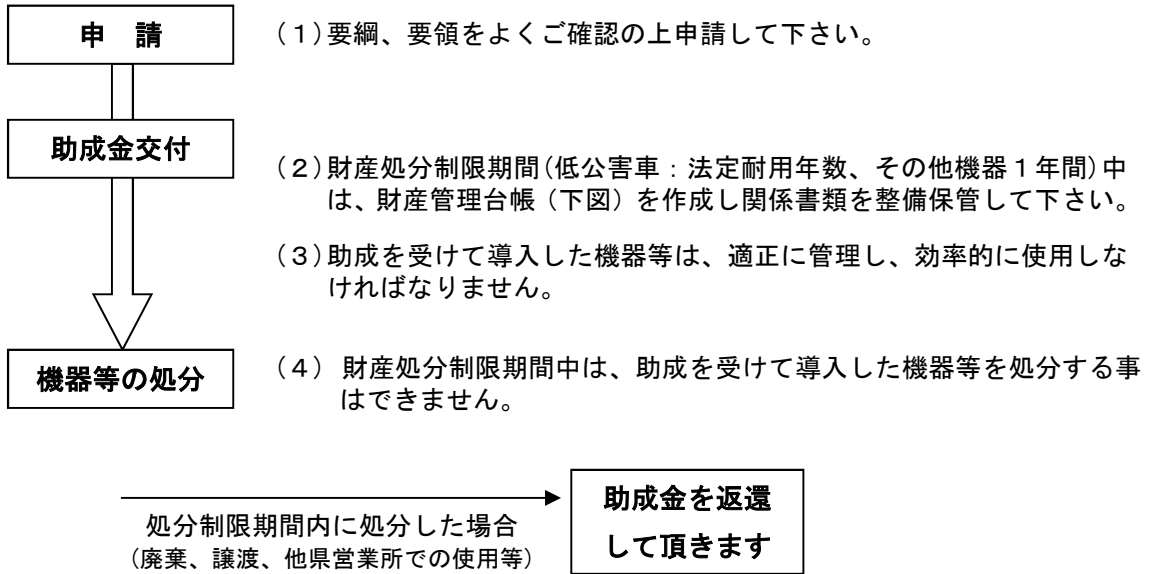 申　請
（１）要綱、要領をよくご確認の上申請して下さい。
助成金交付
（２）財産処分制限期間（低公害車：法定耐用年数、その他機器１年間）中
は、財産管理台帳（下図）を作成し関係書類を整備保管して下さい。
（３）助成を受けて導入した機器等は、適正に管理し、効率的に使用しな
ければなりません。
機器等の処分
（４） 財産処分制限期間中は、助成を受けて導入した機器等を処分する事
はできません。
処分制限期間内に処分した場合
（廃棄、譲渡、他県営業所での使用等）
助成金を返還
して頂きます